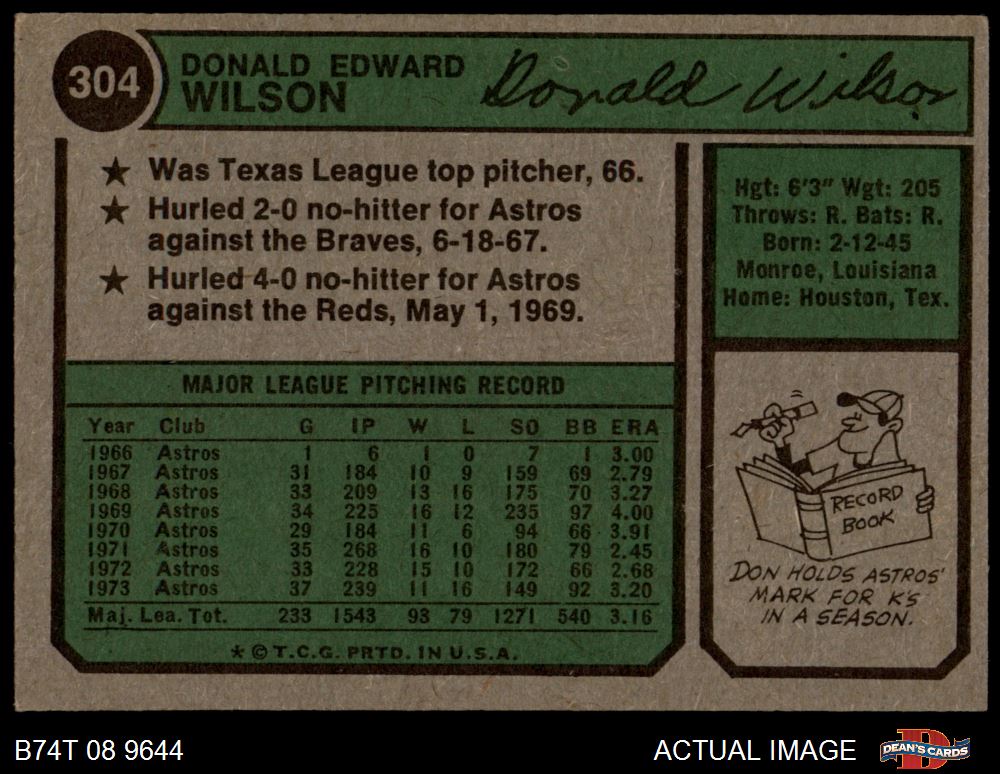 304
DONALD EDWARD
WILSON
Donald Wilson
★ Was Texas League top pitcher, 66.
★ Hurled 2-0 no-hitter for Astros
against the Braves, 6-18-67.
★ Hurled 4-0 no-hitter for Astros
against the Reds, May 1, 1969.
Hgt: 6'3" Wgt: 205
Throws: R. Bats: R.
Born: 2-12-45
Monroe, Louisiana
Home: Houston, Tex.
MAJOR LEAGUE PITCHING RECORD
Year Club G IP W L SO BB ERA
1966 Astros 1 6 1 0 7 1 3.00
1967 Astros 31 184 10 9 159 69 2.79
1968 Astros 33 209 13 16 175 70 3.27
1969 Astros 34 225 16 12 235 97 4.00
1970 Astros 29 184 11 6 94 66 3.91
1971 Astros 35 268 16 10 180 79 2.45
1972 Astros 33 228 15 10 172 66 2.68
1973 Astros 37 239 11 16 149 92 3.20
Maj. Lea. Tot. 233 1543 93 79 1271 540 3.16
* © T.C.G. PRTD. IN U.S.A.
RECORD
BOOK
DON HOLDS ASTROS'
MARK FOR K'S
IN A SEASON.
B74T 08 9644
ACTUAL IMAGE
DEAN'S CARDS